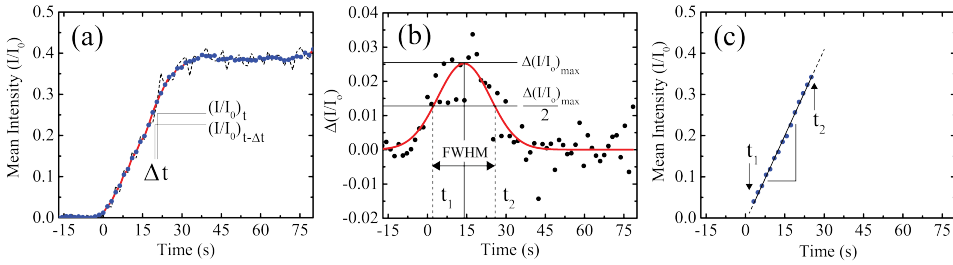 (a)
Mean Intensity (I/I₀)
0.5
0.4
0.3
0.2
0.1
0.0
(I/I₀)t
(I/I₀)t-Δt
Δt
-15 0 15 30 45 60 75
Time (s)
(b)
Δ(I/Iₒ)
0.04
0.03
0.02
0.01
0.00
-0.01
-0.02
Δ(I/Iₒ)max
Δ(I/Iₒ)max
2
FWHM
t₁ t₂
-15 0 15 30 45 60 75
Time (s)
(c)
Mean Intensity (I/I₀)
0.5
0.4
0.3
0.2
0.1
0.0
t₁
t₂
-15 0 15 30 45 60 75
Time (s)